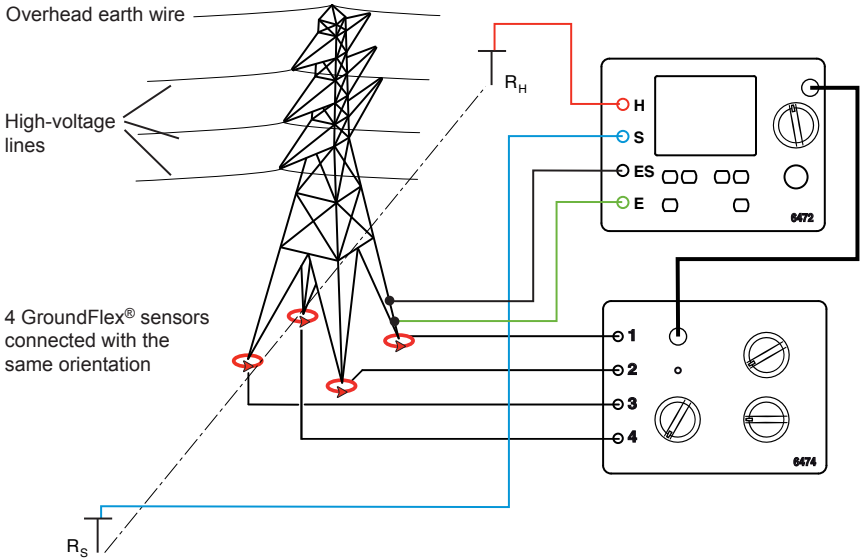 Overhead earth wire
High-voltage
lines
4 GroundFlex® sensors
connected with the
same orientation
RH
RS
H
S
ES
E
6472
1
2
3
4
6474